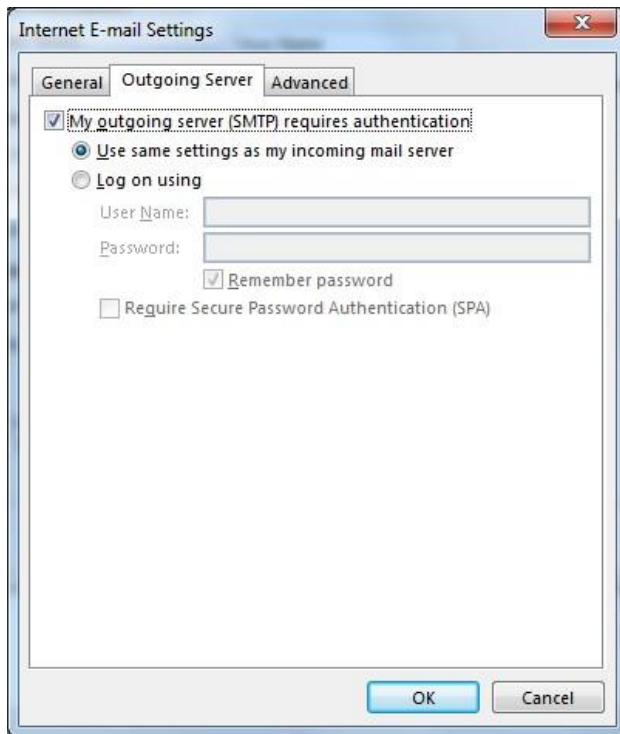 Internet E-mail Settings
General Outgoing Server Advanced
My outgoing server (SMTP) requires authentication
Use same settings as my incoming mail server
Log on using
User Name:
Password:
Remember password
Require Secure Password Authentication (SPA)
OK Cancel